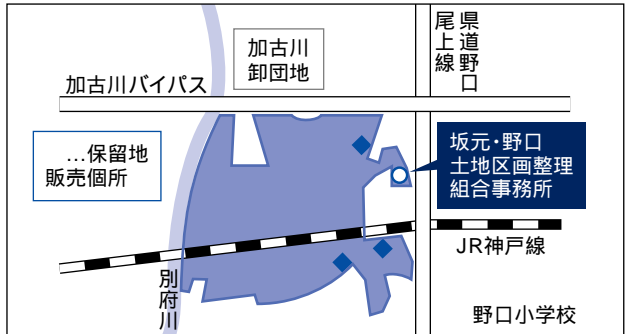 加古川
卸団地
県道野口
尾上線
加古川バイパス
…保留地
販売個所
坂元・野口
土地区画整理
組合事務所
JR神戸線
別府川
野口小学校